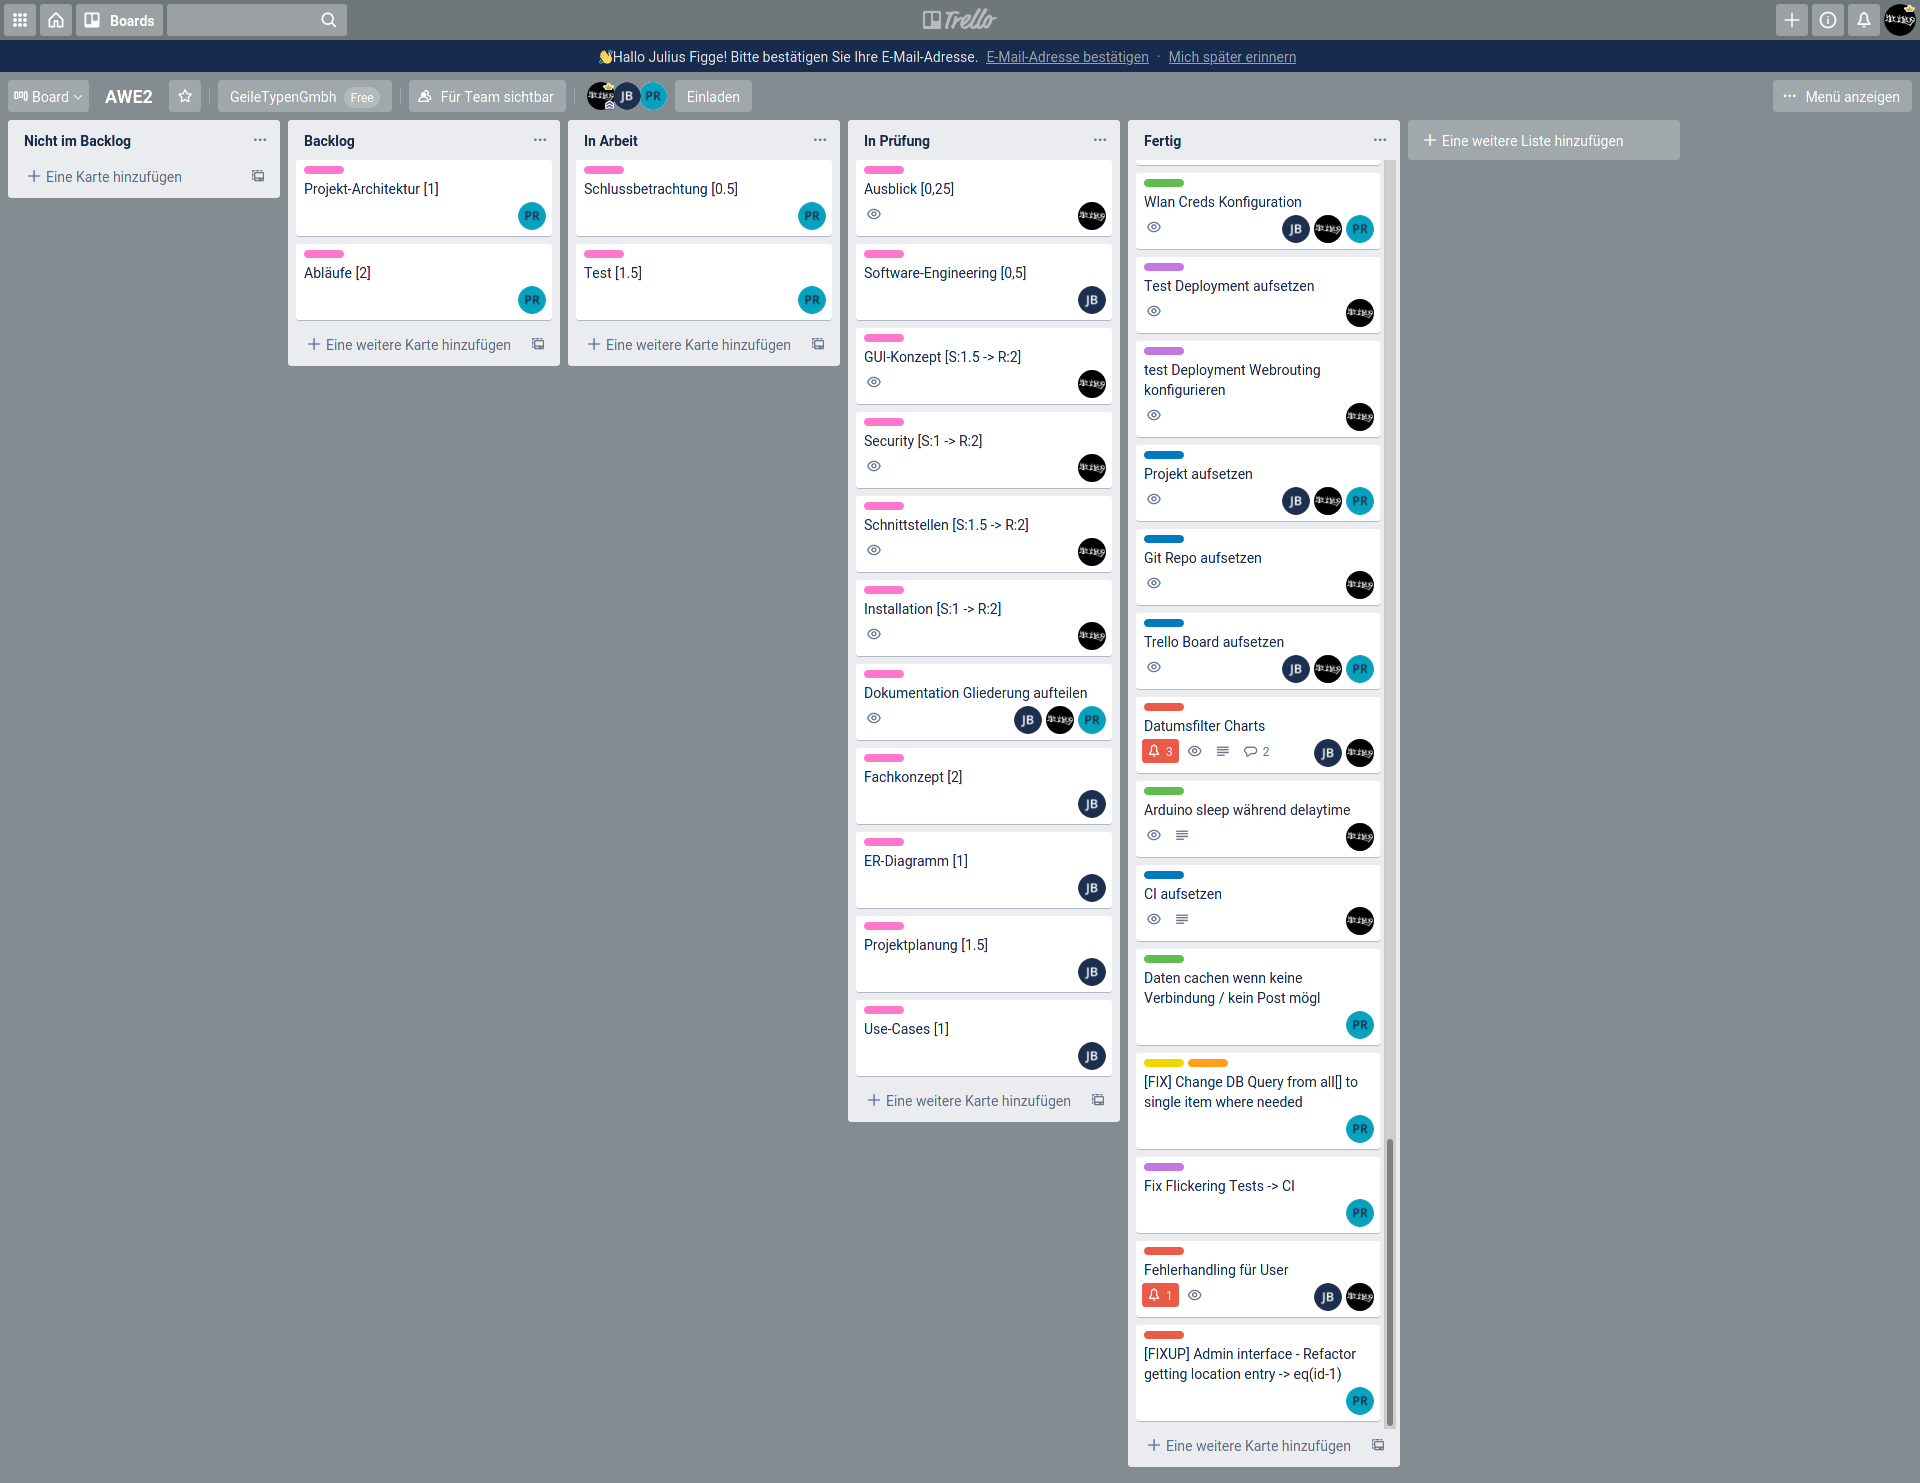 Boards
Trello
👋Hallo Julius Figge! Bitte bestätigen Sie Ihre E-Mail-Adresse. E-Mail-Adresse bestätigen · Mich später erinnern
Board AWE2 GeileTypenGmbh Free Für Team sichtbar JB PR Einladen ··· Menü anzeigen
Nicht im Backlog ···
+ Eine Karte hinzufügen
Backlog ···
Projekt-Architektur [1]
PR
Abläufe [2]
PR
+ Eine weitere Karte hinzufügen
In Arbeit ···
Schlussbetrachtung [0.5]
PR
Test [1.5]
PR
+ Eine weitere Karte hinzufügen
In Prüfung ···
Ausblick [0,25]
Software-Engineering [0,5]
JB
GUI-Konzept [S:1.5 -> R:2]
Security [S:1 -> R:2]
Schnittstellen [S:1.5 -> R:2]
Installation [S:1 -> R:2]
Dokumentation Gliederung aufteilen
JB PR
Fachkonzept [2]
JB
ER-Diagramm [1]
JB
Projektplanung [1.5]
JB
Use-Cases [1]
JB
+ Eine weitere Karte hinzufügen
Fertig ···
Wlan Creds Konfiguration
JB PR
Test Deployment aufsetzen
test Deployment Webrouting
konfigurieren
Projekt aufsetzen
JB PR
Git Repo aufsetzen
Trello Board aufsetzen
JB PR
Datumsfilter Charts
3 2 JB
Arduino sleep während delaytime
CI aufsetzen
Daten cachen wenn keine
Verbindung / kein Post mögl
PR
[FIX] Change DB Query from all[] to
single item where needed
PR
Fix Flickering Tests -> CI
PR
Fehlerhandling für User
1 JB
[FIXUP] Admin interface - Refactor
getting location entry -> eq(id-1)
PR
+ Eine weitere Karte hinzufügen
+ Eine weitere Liste hinzufügen